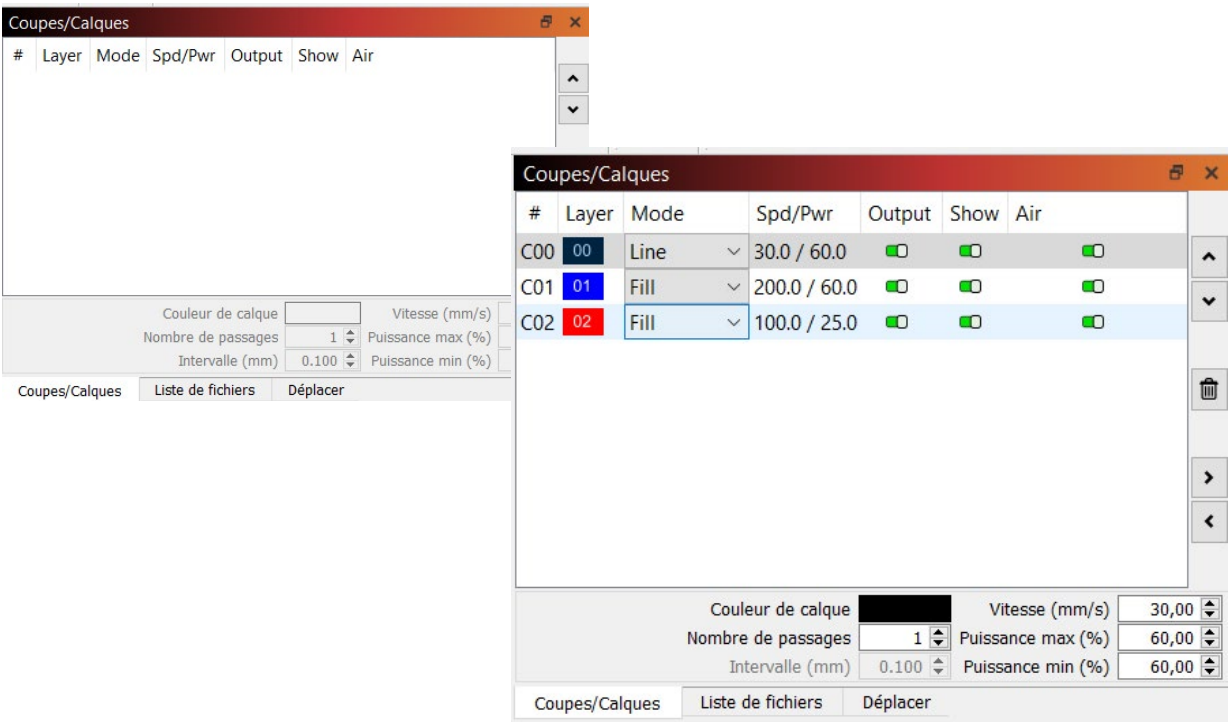 Coupes/Calques
# Layer Mode Spd/Pwr Output Show Air
Couleur de calque Vitesse (mm/s)
Nombre de passages 1 Puissance max (%)
Intervalle (mm) 0.100 Puissance min (%)
Coupes/Calques Liste de fichiers Déplacer
Coupes/Calques
# Layer Mode Spd/Pwr Output Show Air
C00 00 Line 30.0 / 60.0
C01 01 Fill 200.0 / 60.0
C02 02 Fill 100.0 / 25.0
Couleur de calque Vitesse (mm/s) 30,00
Nombre de passages 1 Puissance max (%) 60,00
Intervalle (mm) 0.100 Puissance min (%) 60,00
Coupes/Calques Liste de fichiers Déplacer